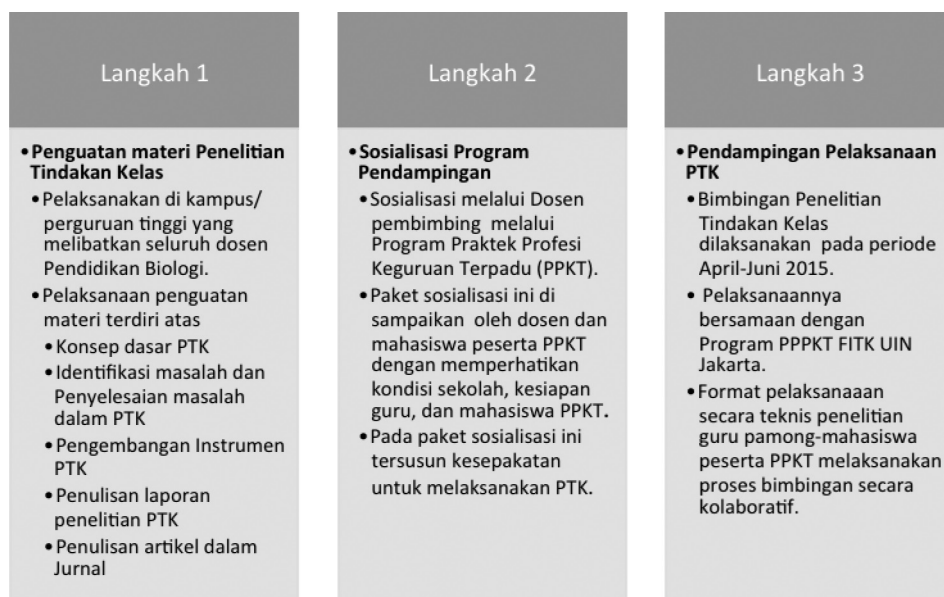 Langkah 1
• Penguatan materi Penelitian
Tindakan Kelas
• Pelaksanakan di kampus/
perguruan tinggi yang
melibatkan seluruh dosen
Pendidikan Biologi.
• Pelaksanaan penguatan
materi terdiri atas
• Konsep dasar PTK
• Identifikasi masalah dan
Penyelesaian masalah
dalam PTK
• Pengembangan Instrumen
PTK
• Penulisan laporan
penelitian PTK
• Penulisan artikel dalam
Jurnal
Langkah 2
• Sosialisasi Program
Pendampingan
• Sosialisasi melalui Dosen
pembimbing melalui
Program Praktek Profesi
Keguruan Terpadu (PPKT).
• Paket sosialisasi ini di
sampaikan oleh dosen dan
mahasiswa peserta PPKT
dengan memperhatikan
kondisi sekolah, kesiapan
guru, dan mahasiswa PPKT.
• Pada paket sosialisasi ini
tersusun kesepakatan
untuk melaksanakan PTK.
Langkah 3
• Pendampingan Pelaksanaan
PTK
• Bimbingan Penelitian
Tindakan Kelas
dilaksanakan pada periode
April-Juni 2015.
• Pelaksanaannya
bersamaan dengan
Program PPPKT FITK UIN
Jakarta.
• Format pelaksanaaan
secara teknis penelitian
guru pamong-mahasiswa
peserta PPKT melaksanakan
proses bimbingan secara
kolaboratif.